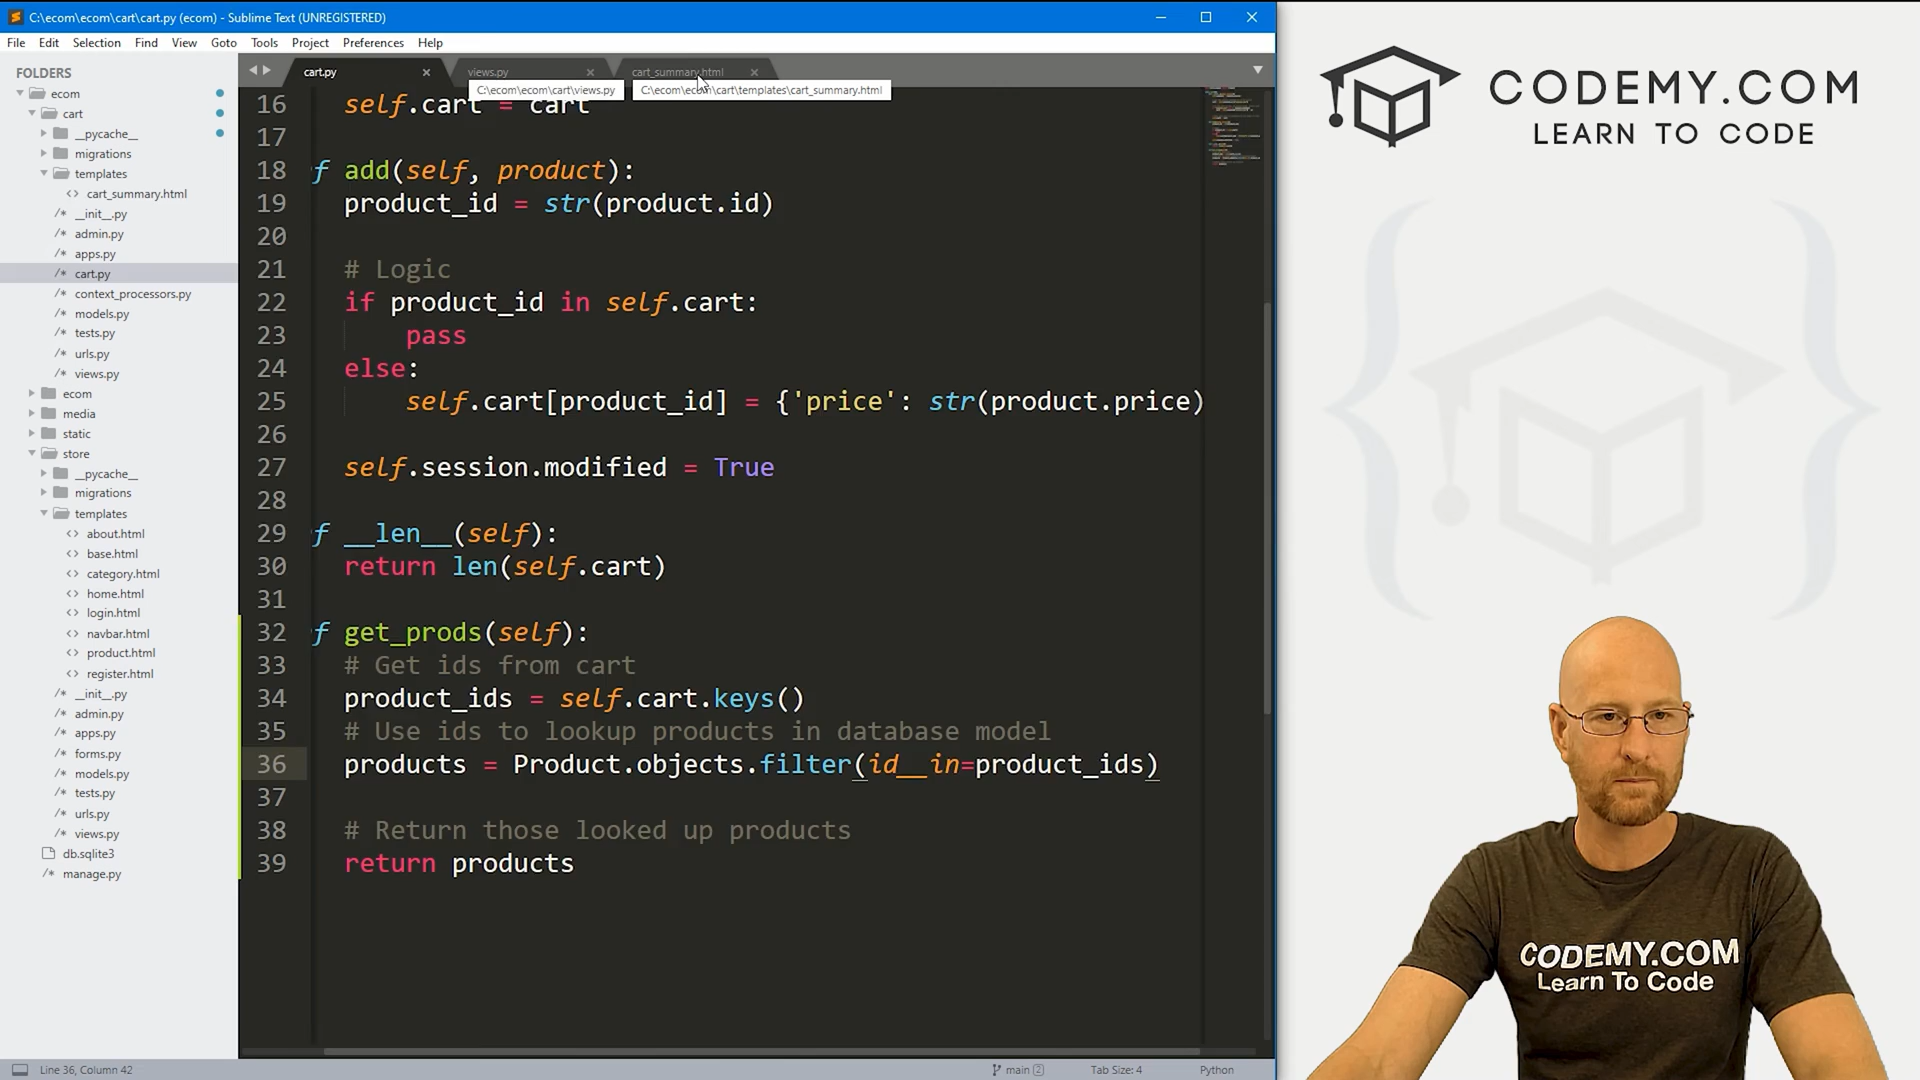 C:\ecom\ecom\cart\cart.py (ecom) - Sublime Text (UNREGISTERED)
File Edit Selection Find View Goto Tools Project Preferences Help
FOLDERS
ecom
cart
__pycache__
migrations
templates
cart_summary.html
__init__.py
admin.py
apps.py
cart.py
context_processors.py
models.py
tests.py
urls.py
views.py
ecom
media
static
store
__pycache__
migrations
templates
about.html
base.html
category.html
home.html
login.html
navbar.html
product.html
register.html
__init__.py
admin.py
apps.py
forms.py
models.py
tests.py
urls.py
views.py
db.sqlite3
manage.py
cart.py views.py cart_summary.html
C:\ecom\ecom\cart\views.py C:\ecom\ecom\cart\templates\cart_summary.html
16 self.cart = cart
17
18 f add(self, product):
19 product_id = str(product.id)
20
21 # Logic
22 if product_id in self.cart:
23 pass
24 else:
25 self.cart[product_id] = {'price': str(product.price)
26
27 self.session.modified = True
28
29 f __len__(self):
30 return len(self.cart)
31
32 f get_prods(self):
33 # Get ids from cart
34 product_ids = self.cart.keys()
35 # Use ids to lookup products in database model
36 products = Product.objects.filter(id__in=product_ids)
37
38 # Return those looked up products
39 return products
Line 36, Column 42 main 2 Tab Size: 4 Python
CODEMY.COM
LEARN TO CODE
CODEMY.COM
Learn To Code